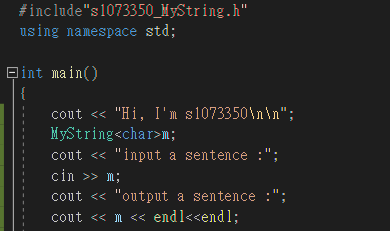 #include"s1073350_MyString.h"
using namespace std;
int main()
{
cout << "Hi, I'm s1073350\n\n";
MyString<char>m;
cout << "input a sentence :";
cin >> m;
cout << "output a sentence :";
cout << m << endl<<endl;